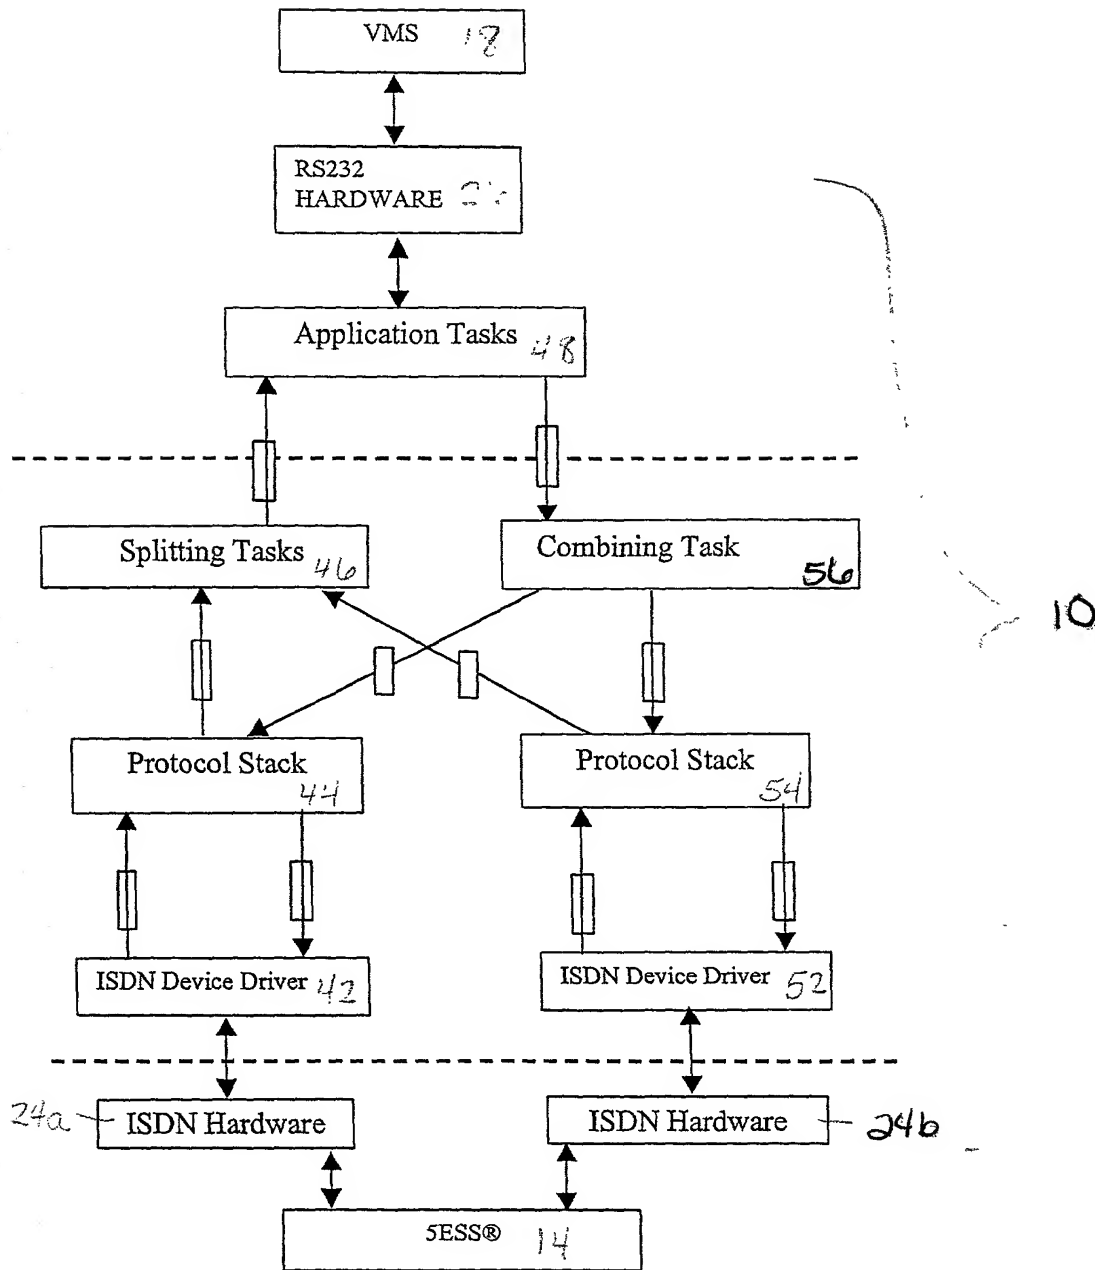 VMS 18
RS232
HARDWARE
Application Tasks 48
Splitting Tasks 46
Combining Task 56
10
Protocol Stack 44
Protocol Stack 54
ISDN Device Driver 42
ISDN Device Driver 52
24a ISDN Hardware
ISDN Hardware 24b
5ESS® 14